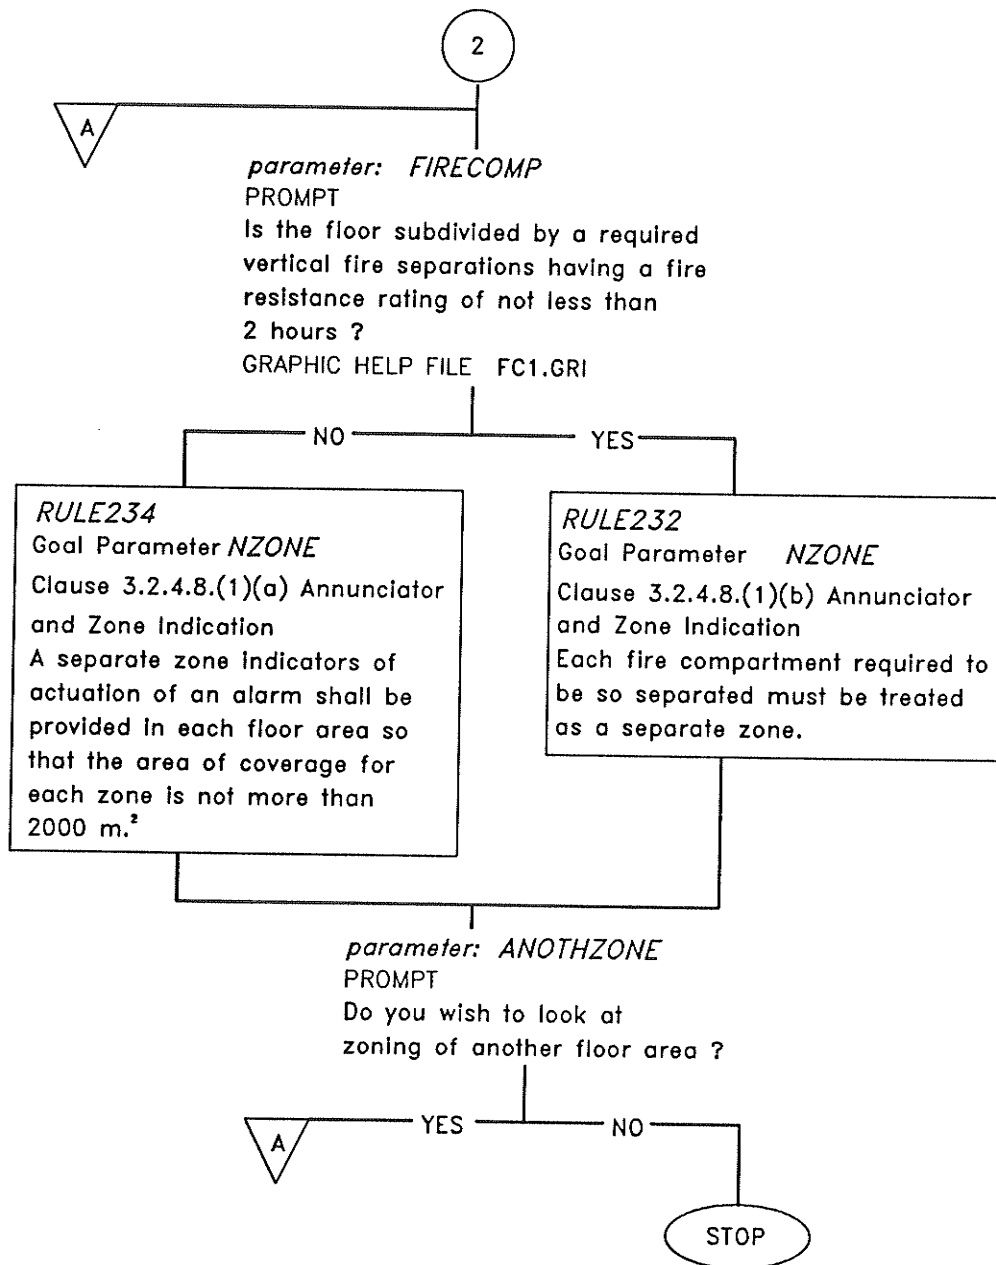 2
A
parameter: FIRECOMP
PROMPT
Is the floor subdivided by a required
vertical fire separations having a fire
resistance rating of not less than
2 hours ?
GRAPHIC HELP FILE FC1.GRI
NO
YES
RULE234
Goal Parameter NZONE
Clause 3.2.4.8.(1)(a) Annunciator
and Zone Indication
A separate zone indicators of
actuation of an alarm shall be
provided in each floor area so
that the area of coverage for
each zone is not more than
2000 m.²
RULE232
Goal Parameter NZONE
Clause 3.2.4.8.(1)(b) Annunciator
and Zone Indication
Each fire compartment required to
be so separated must be treated
as a separate zone.
parameter: ANOTHZONE
PROMPT
Do you wish to look at
zoning of another floor area ?
YES
NO
A
STOP